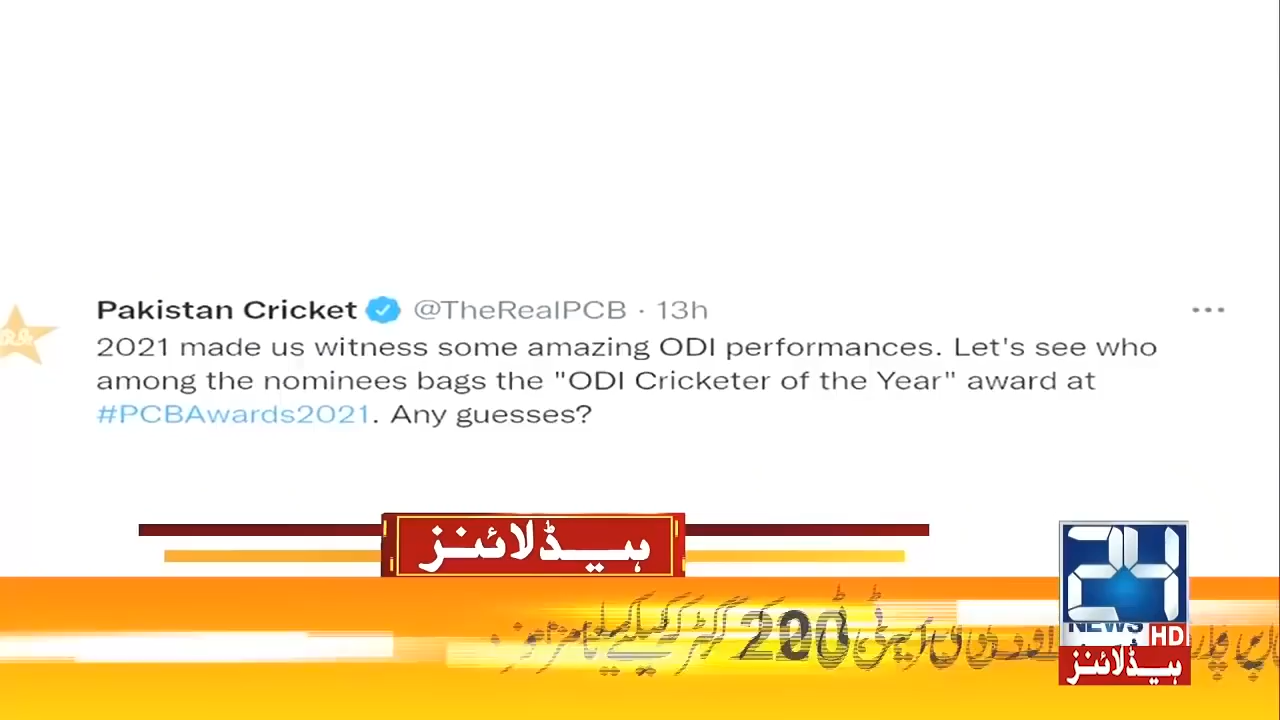 Pakistan Cricket @TheRealPCB · 13h
2021 made us witness some amazing ODI performances. Let's see who
among the nominees bags the "ODI Cricketer of the Year" award at
#PCBAwards2021. Any guesses?
ہیڈلائنز
24
NEWS HD
ہیڈلائنز